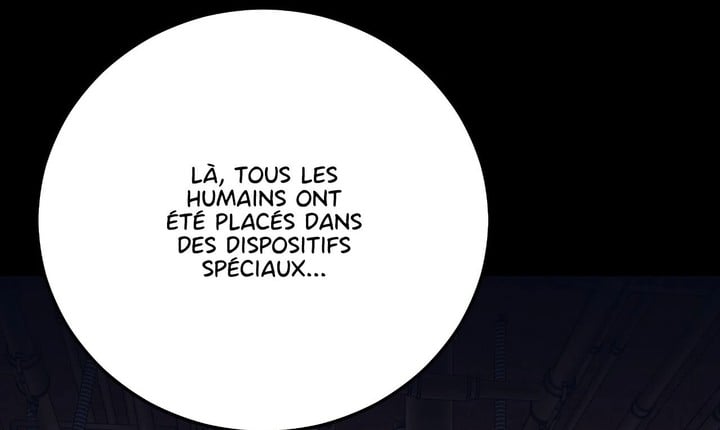 LÀ, TOUS LES
HUMAINS ONT
ÉTÉ PLACÉS DANS
DES DISPOSITIFS
SPÉCIAUX...